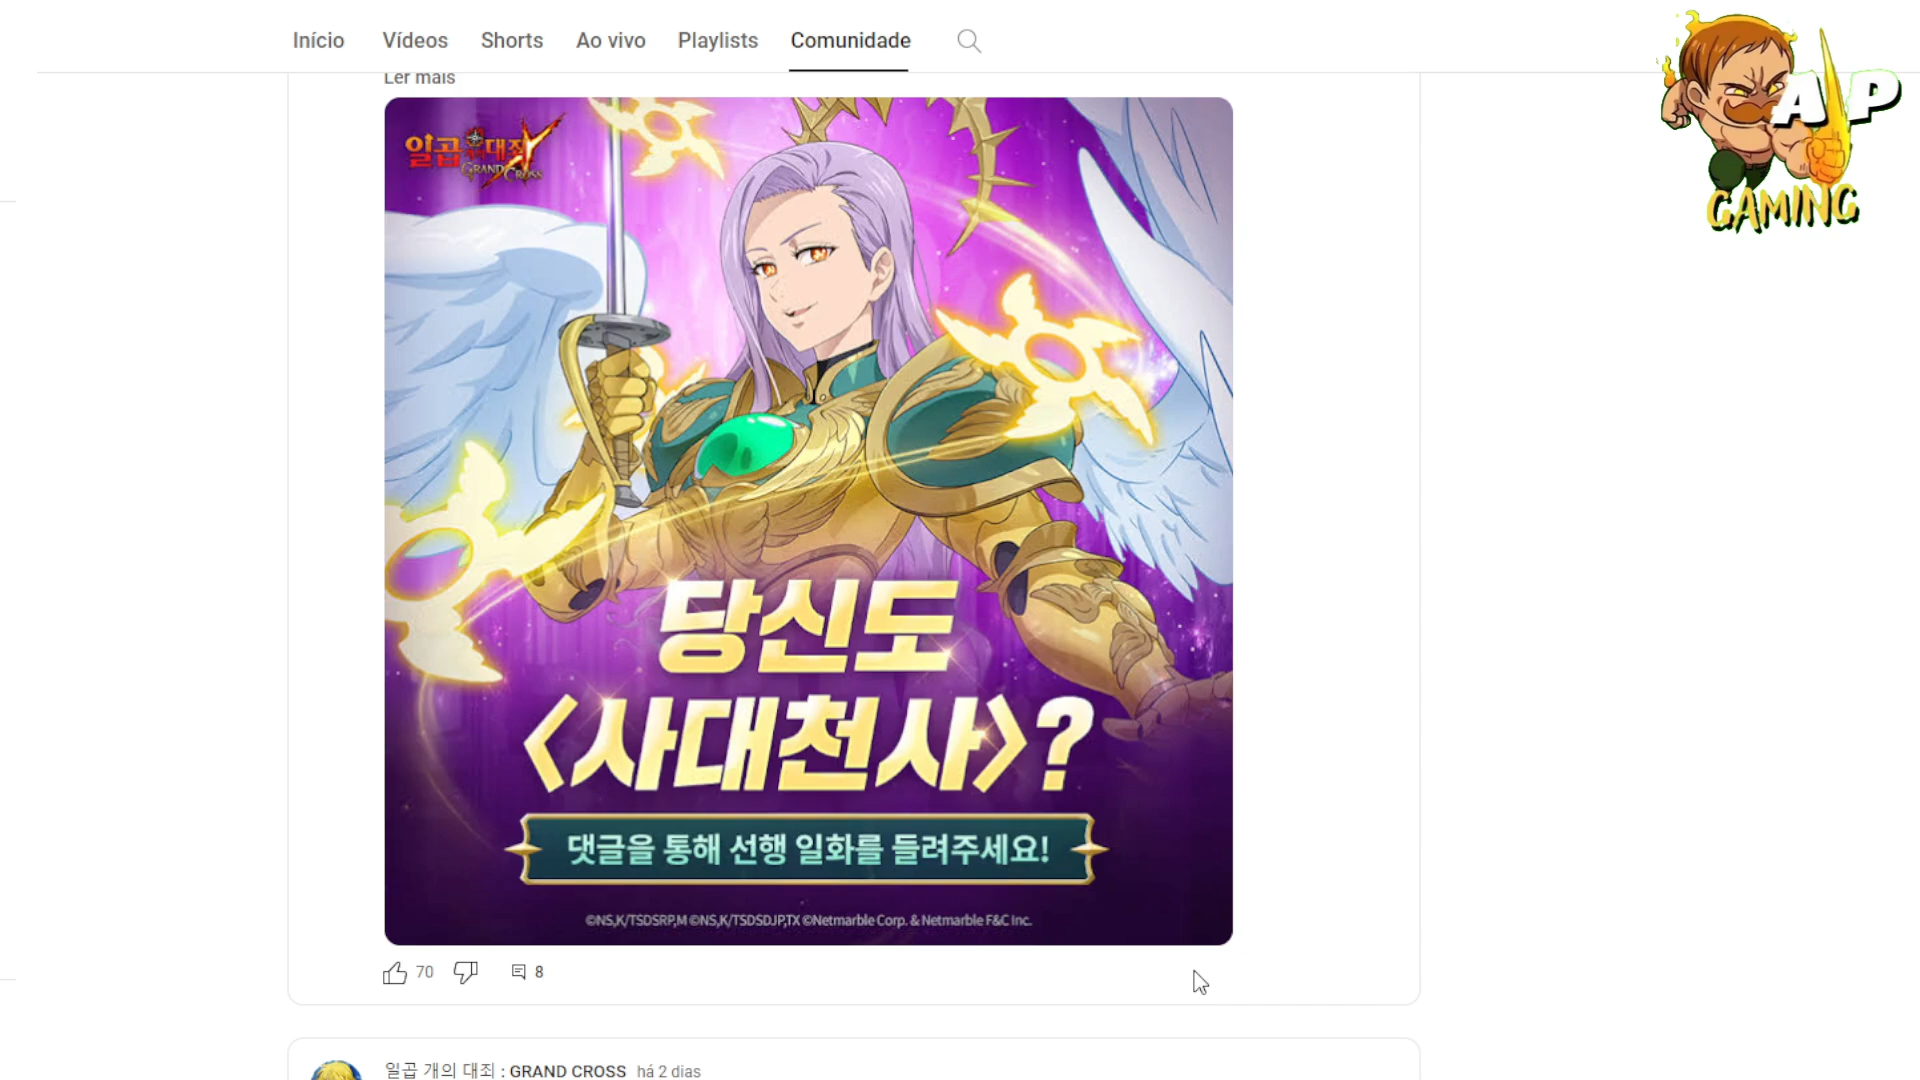 Início Vídeos Shorts Ao vivo Playlists Comunidade
Ler mais
AP
GAMING
일곱 개의 대죄
GRAND CROSS
당신도
<사대천사>?
댓글을 통해 선행 일화를 들려주세요!
©NS,K/TSDSRP,M ©NS,K/TSDSDJP,TX ©Netmarble Corp. & Netmarble F&C Inc.
70 8
일곱 개의 대죄 : GRAND CROSS há 2 dias